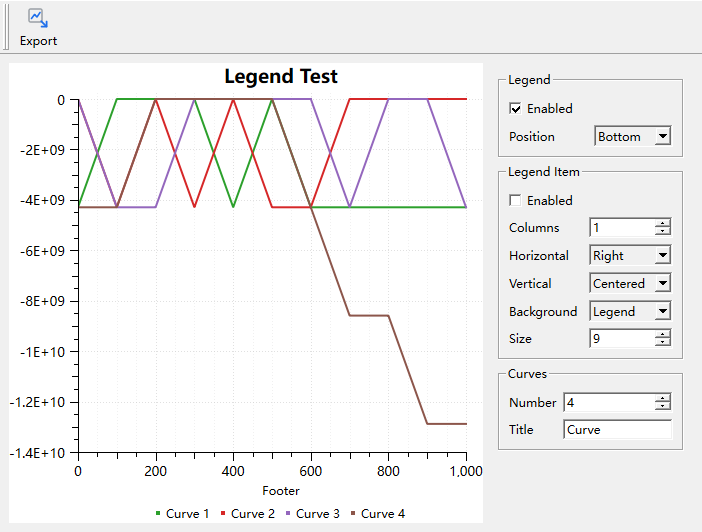 Export
Legend Test
0
-2E+09
-4E+09
-6E+09
-8E+09
-1E+10
-1.2E+10
-1.4E+10
0 200 400 600 800 1,000
Footer
Curve 1 Curve 2 Curve 3 Curve 4
Legend
Enabled
Position Bottom
Legend Item
Enabled
Columns 1
Horizontal Right
Vertical Centered
Background Legend
Size 9
Curves
Number 4
Title Curve